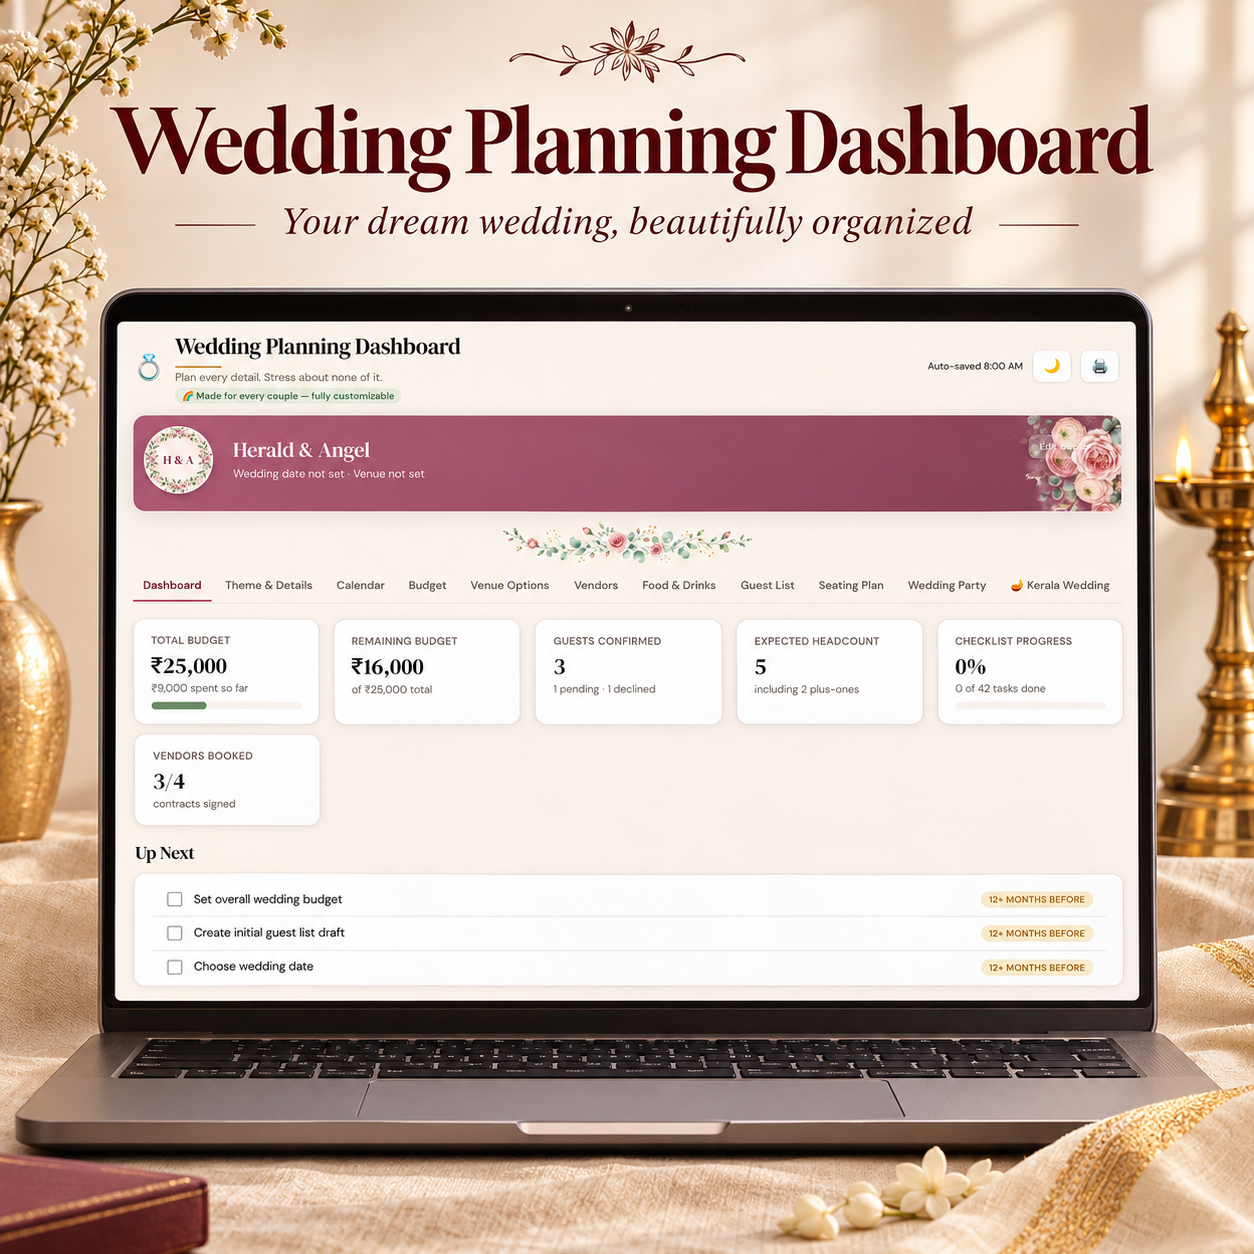 Wedding Planning Dashboard
Your dream wedding, beautifully organized
Wedding Planning Dashboard
Plan every detail. Stress about none of it.
Made for every couple — fully customizable
Auto-saved 8:00 AM
H & A
Herald & Angel
Wedding date not set · Venue not set
Edit
Dashboard Theme & Details Calendar Budget Venue Options Vendors Food & Drinks Guest List Seating Plan Wedding Party Kerala Wedding
TOTAL BUDGET
₹25,000
₹9,000 spent so far
REMAINING BUDGET
₹16,000
of ₹25,000 total
GUESTS CONFIRMED
3
1 pending · 1 declined
EXPECTED HEADCOUNT
5
including 2 plus-ones
CHECKLIST PROGRESS
0%
0 of 42 tasks done
VENDORS BOOKED
3/4
contracts signed
Up Next
Set overall wedding budget 12+ MONTHS BEFORE
Create initial guest list draft 12+ MONTHS BEFORE
Choose wedding date 12+ MONTHS BEFORE